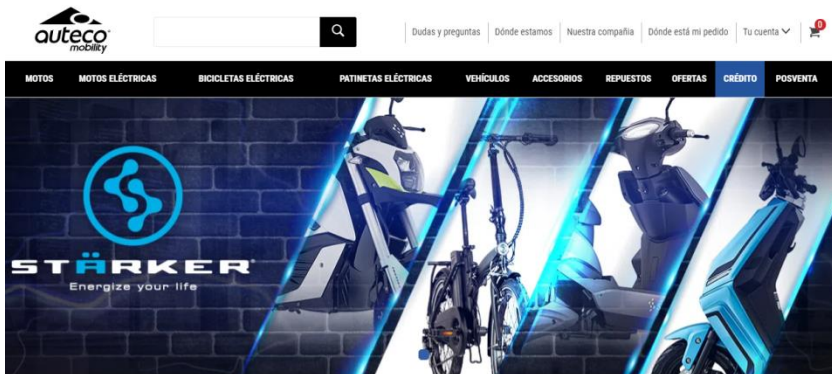 auteco
mobility
Dudas y preguntas
Dónde estamos
Nuestra compañia
Dónde está mi pedido
Tu cuenta
0
MOTOS
MOTOS ELÉCTRICAS
BICICLETAS ELÉCTRICAS
PATINETAS ELÉCTRICAS
VEHÍCULOS
ACCESORIOS
REPUESTOS
OFERTAS
CRÉDITO
POSVENTA
STÄRKER
Energize your life